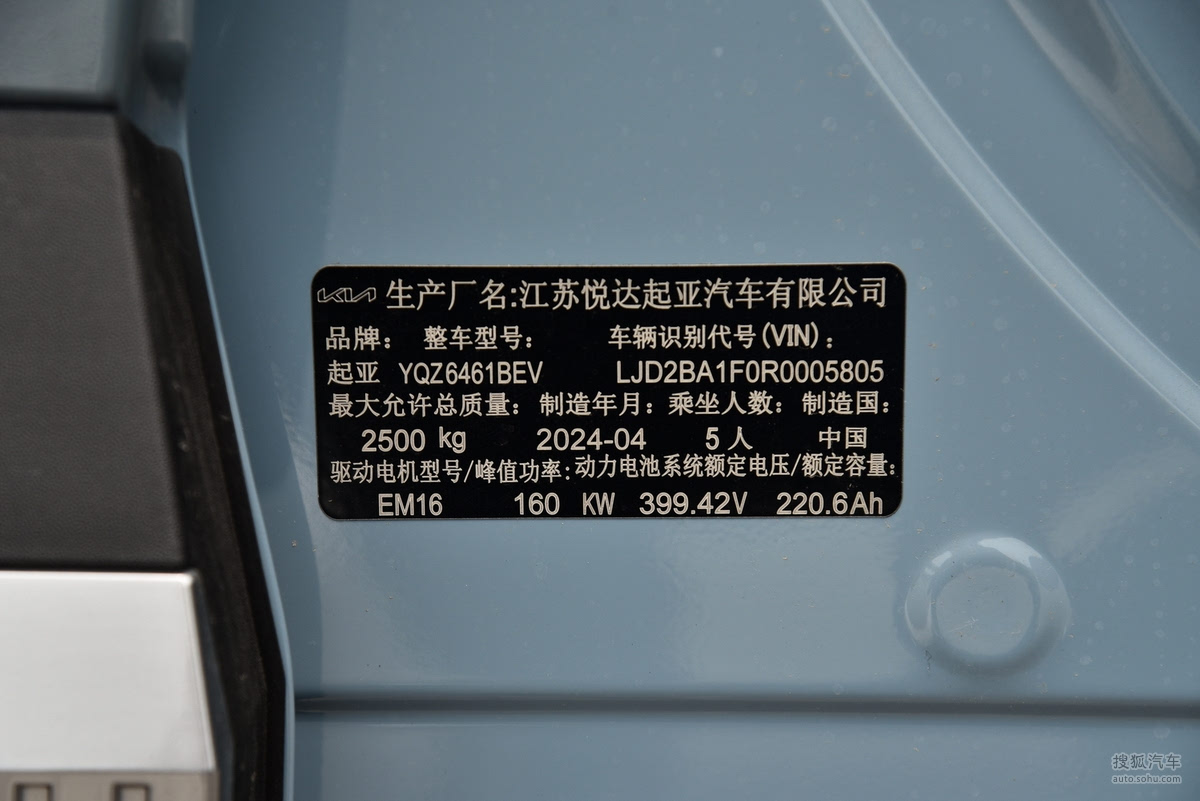 KIA 生产厂名:江苏悦达起亚汽车有限公司
品牌: 整车型号: 车辆识别代号(VIN):
起亚 YQZ6461BEV LJD2BA1F0R0005805
最大允许总质量: 制造年月: 乘坐人数: 制造国:
2500 kg 2024-04 5人 中国
驱动电机型号/峰值功率: 动力电池系统额定电压/额定容量:
EM16 160 KW 399.42V 220.6Ah
搜狐汽车
auto.sohu.com